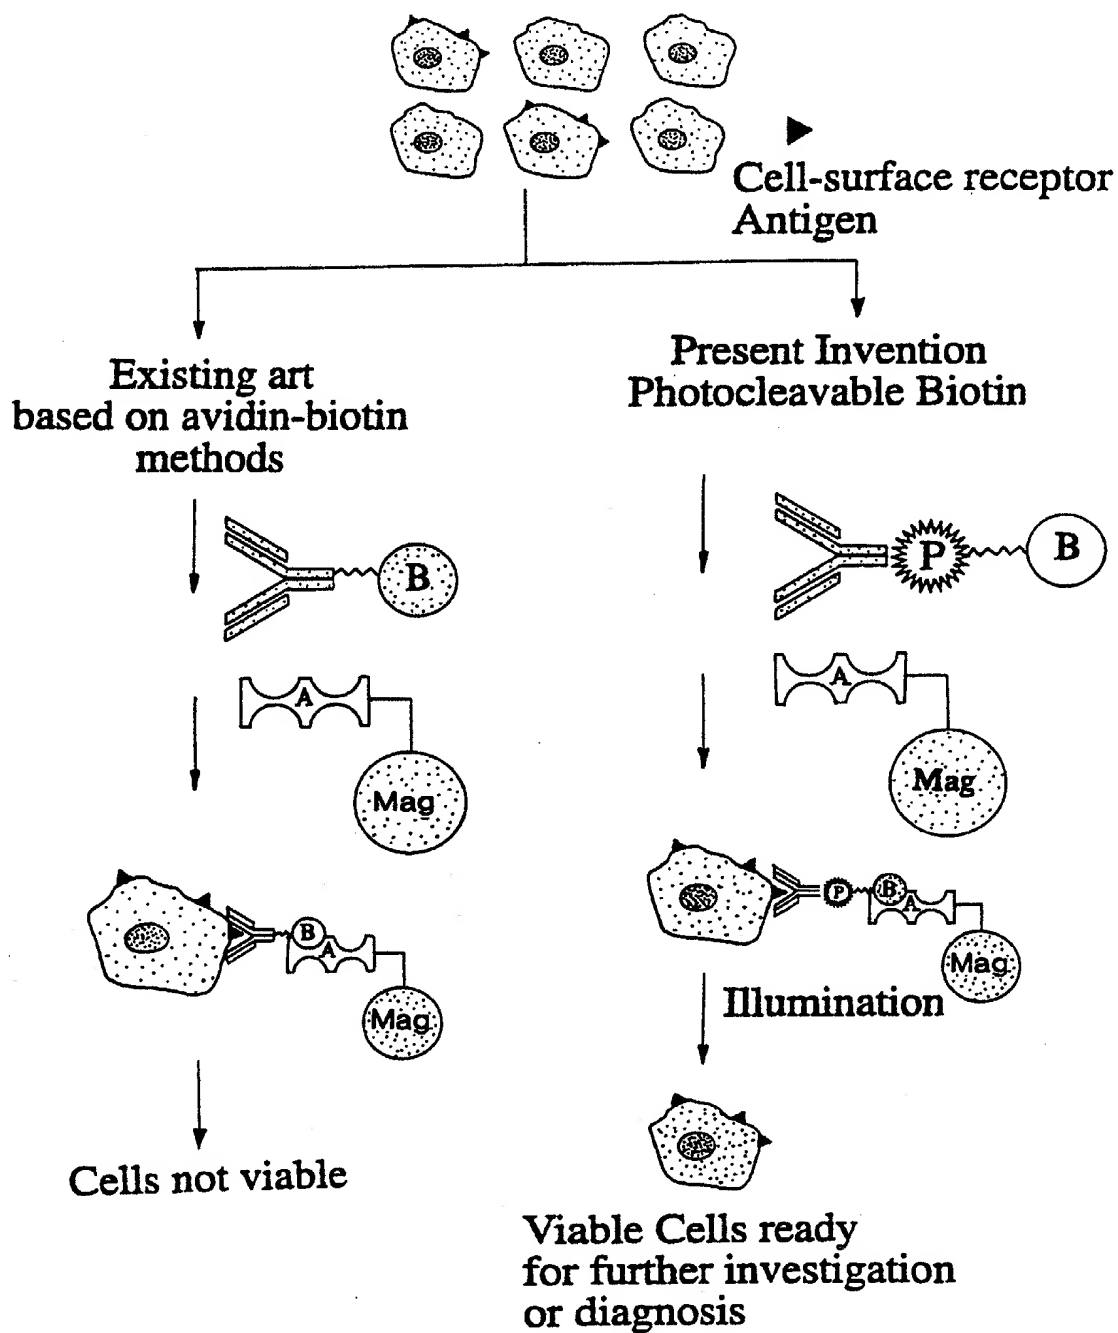 Cell-surface receptor
Antigen
Existing art
based on avidin-biotin
methods
Present Invention
Photocleavable Biotin
B
P
B
A
Mag
A
Mag
B
A
Mag
P
B
A
Mag
Illumination
Cells not viable
Viable Cells ready
for further investigation
or diagnosis